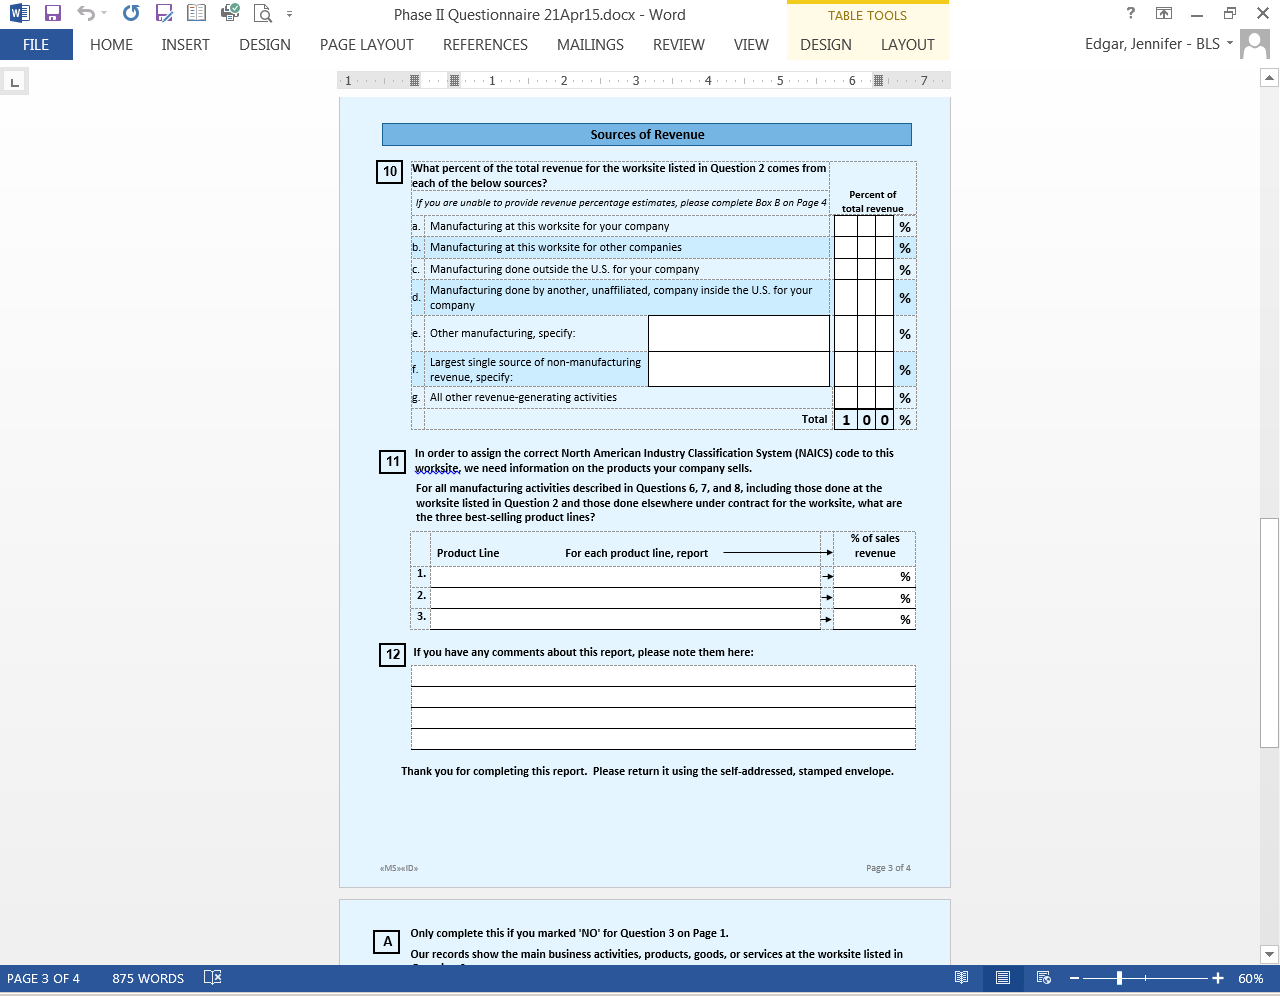 Phase II Questionnaire 21Apr15.docx - Word
TABLE TOOLS
?
FILE HOME INSERT DESIGN PAGE LAYOUT REFERENCES MAILINGS REVIEW VIEW DESIGN LAYOUT
Edgar, Jennifer - BLS
1 1 2 3 4 5 6 7
Sources of Revenue
10 What percent of the total revenue for the worksite listed in Question 2 comes from
each of the below sources?
If you are unable to provide revenue percentage estimates, please complete Box B on Page 4
Percent of
total revenue
a. Manufacturing at this worksite for your company %
b. Manufacturing at this worksite for other companies %
c. Manufacturing done outside the U.S. for your company %
d. Manufacturing done by another, unaffiliated, company inside the U.S. for your
company %
e. Other manufacturing, specify: %
f. Largest single source of non-manufacturing
revenue, specify: %
g. All other revenue-generating activities %
Total 1 0 0 %
11 In order to assign the correct North American Industry Classification System (NAICS) code to this
worksite, we need information on the products your company sells.
For all manufacturing activities described in Questions 6, 7, and 8, including those done at the
worksite listed in Question 2 and those done elsewhere under contract for the worksite, what are
the three best-selling product lines?
Product Line For each product line, report
% of sales
revenue
1. %
2. %
3. %
12 If you have any comments about this report, please note them here:
Thank you for completing this report. Please return it using the self-addressed, stamped envelope.
«MS»«ID» Page 3 of 4
A Only complete this if you marked 'NO' for Question 3 on Page 1.
Our records show the main business activities, products, goods, or services at the worksite listed in
PAGE 3 OF 4 875 WORDS 60%